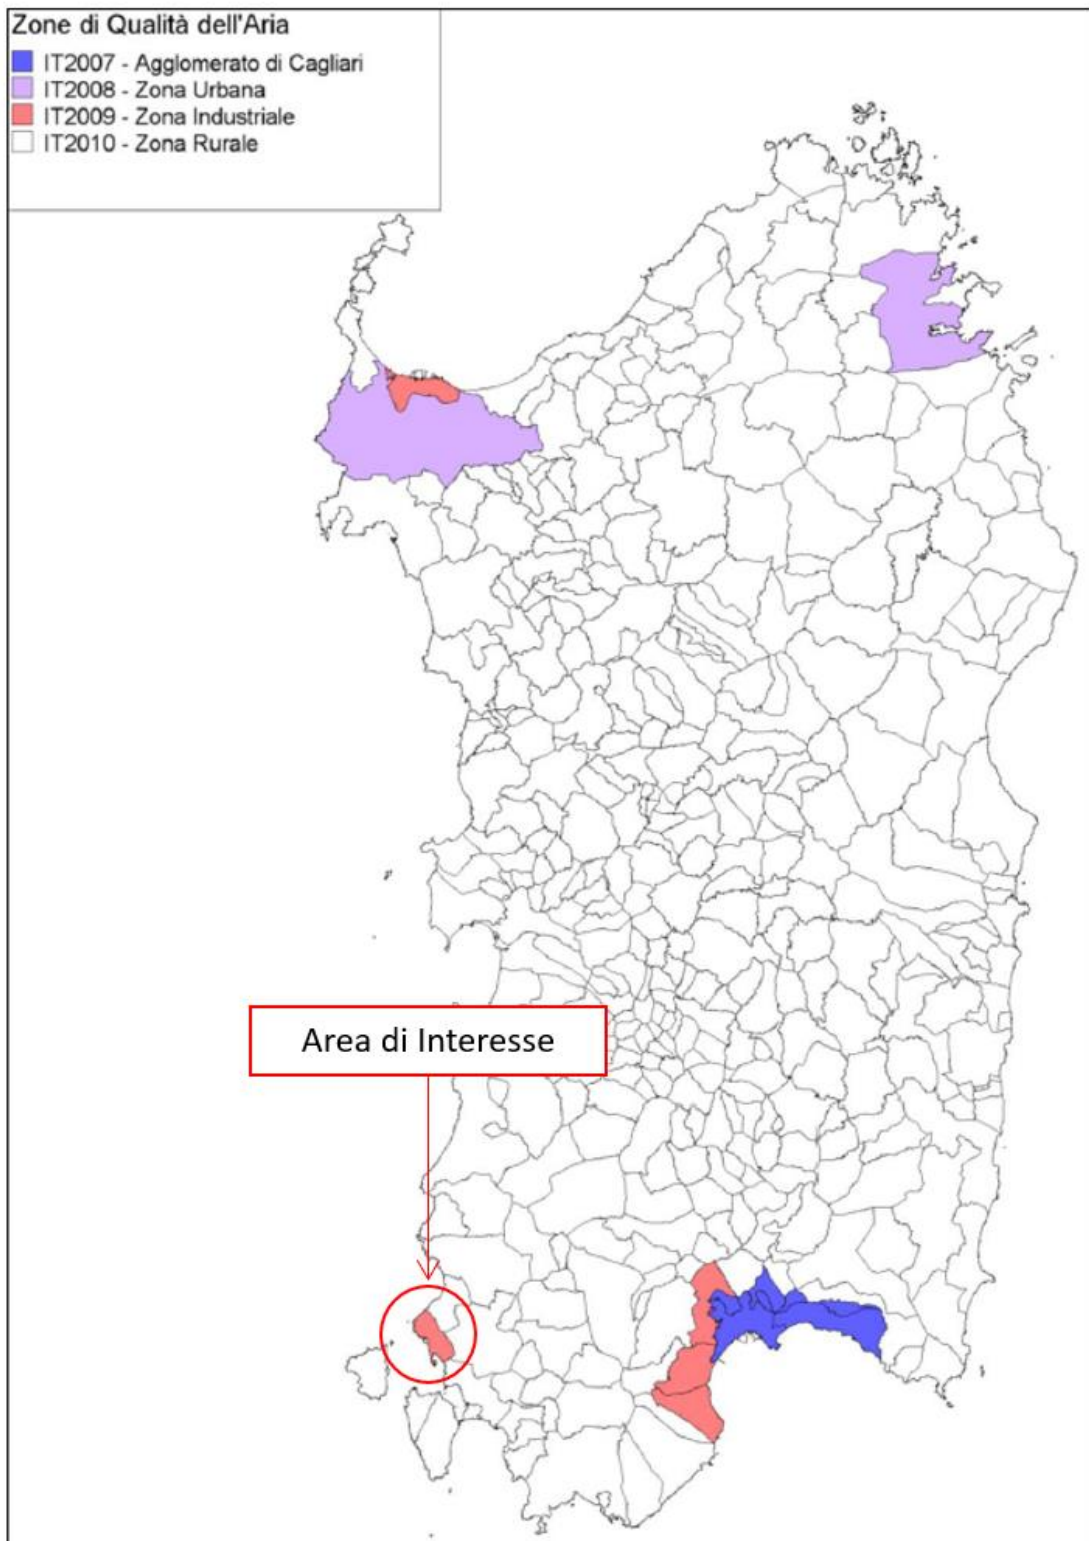 Zone di Qualità dell'Aria
IT2007 - Agglomerato di Cagliari
IT2008 - Zona Urbana
IT2009 - Zona Industriale
IT2010 - Zona Rurale
Area di Interesse